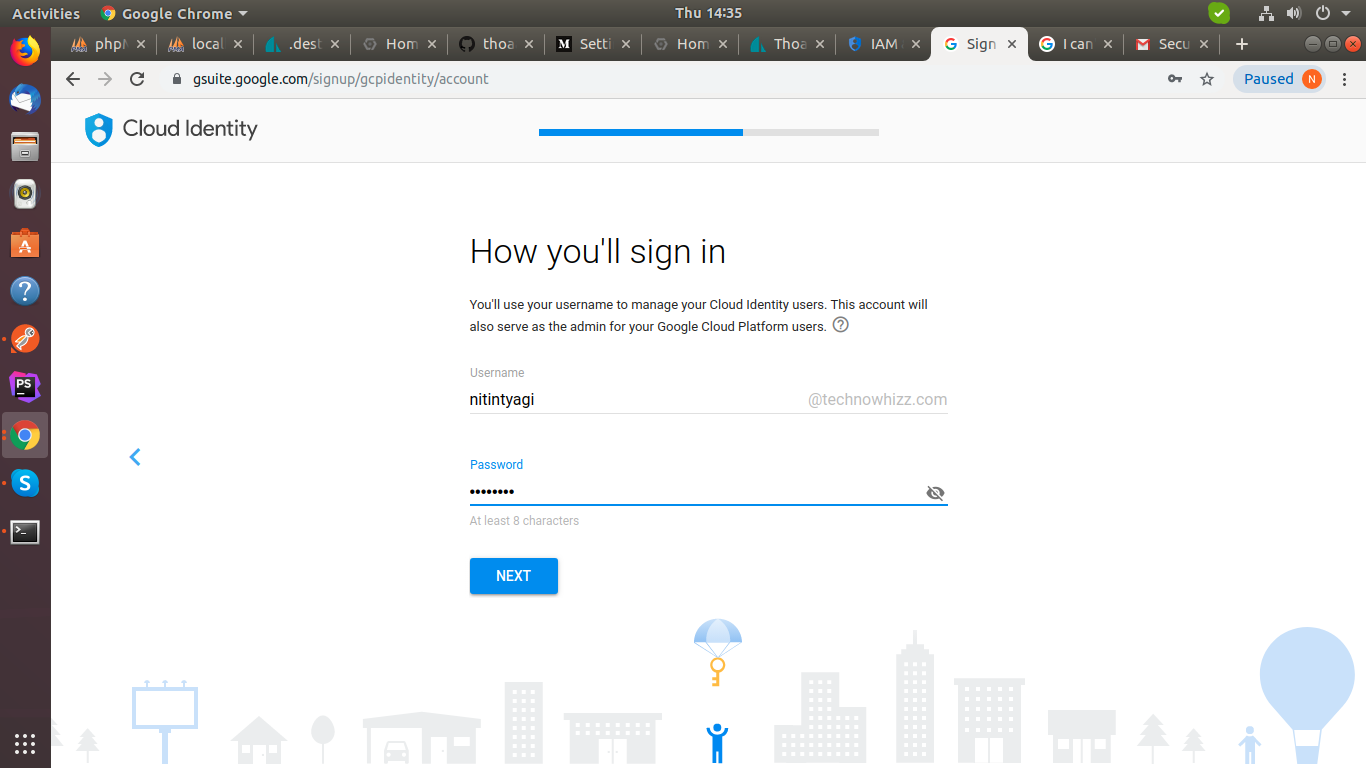 Activities Google Chrome Thu 14:35
phpM local .dest Hom thoa Setti Hom Thoa IAM Sign I can Secu
gsuite.google.com/signup/gcpidentity/account Paused N
Cloud Identity
How you'll sign in
You'll use your username to manage your Cloud Identity users. This account will
also serve as the admin for your Google Cloud Platform users. ?
Username
nitintyagi @technowhizz.com
Password
••••••••
At least 8 characters
NEXT